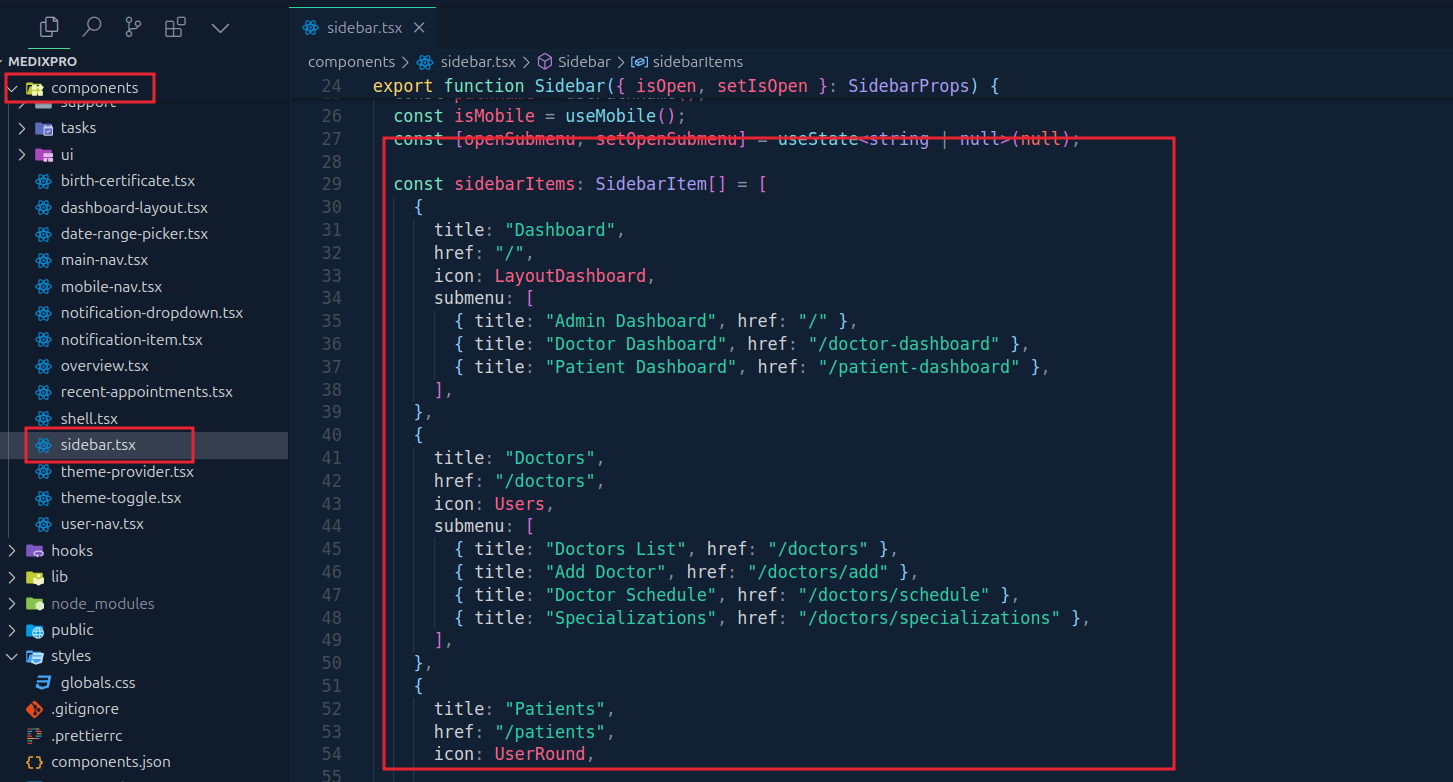 sidebar.tsx
MEDIXPRO
components
support
tasks
ui
birth-certificate.tsx
dashboard-layout.tsx
date-range-picker.tsx
main-nav.tsx
mobile-nav.tsx
notification-dropdown.tsx
notification-item.tsx
overview.tsx
recent-appointments.tsx
shell.tsx
sidebar.tsx
theme-provider.tsx
theme-toggle.tsx
user-nav.tsx
hooks
lib
node_modules
public
styles
globals.css
.gitignore
.prettierrc
components.json
components > sidebar.tsx > Sidebar > sidebarItems
24 export function Sidebar({ isOpen, setIsOpen }: SidebarProps) {
26 const isMobile = useMobile();
27 const [openSubmenu, setOpenSubmenu] = useState<string | null>(null);
28
29 const sidebarItems: SidebarItem[] = [
30 {
31 title: "Dashboard",
32 href: "/",
33 icon: LayoutDashboard,
34 submenu: [
35 { title: "Admin Dashboard", href: "/" },
36 { title: "Doctor Dashboard", href: "/doctor-dashboard" },
37 { title: "Patient Dashboard", href: "/patient-dashboard" },
38 ],
39 },
40 {
41 title: "Doctors",
42 href: "/doctors",
43 icon: Users,
44 submenu: [
45 { title: "Doctors List", href: "/doctors" },
46 { title: "Add Doctor", href: "/doctors/add" },
47 { title: "Doctor Schedule", href: "/doctors/schedule" },
48 { title: "Specializations", href: "/doctors/specializations" },
49 ],
50 },
51 {
52 title: "Patients",
53 href: "/patients",
54 icon: UserRound,
55